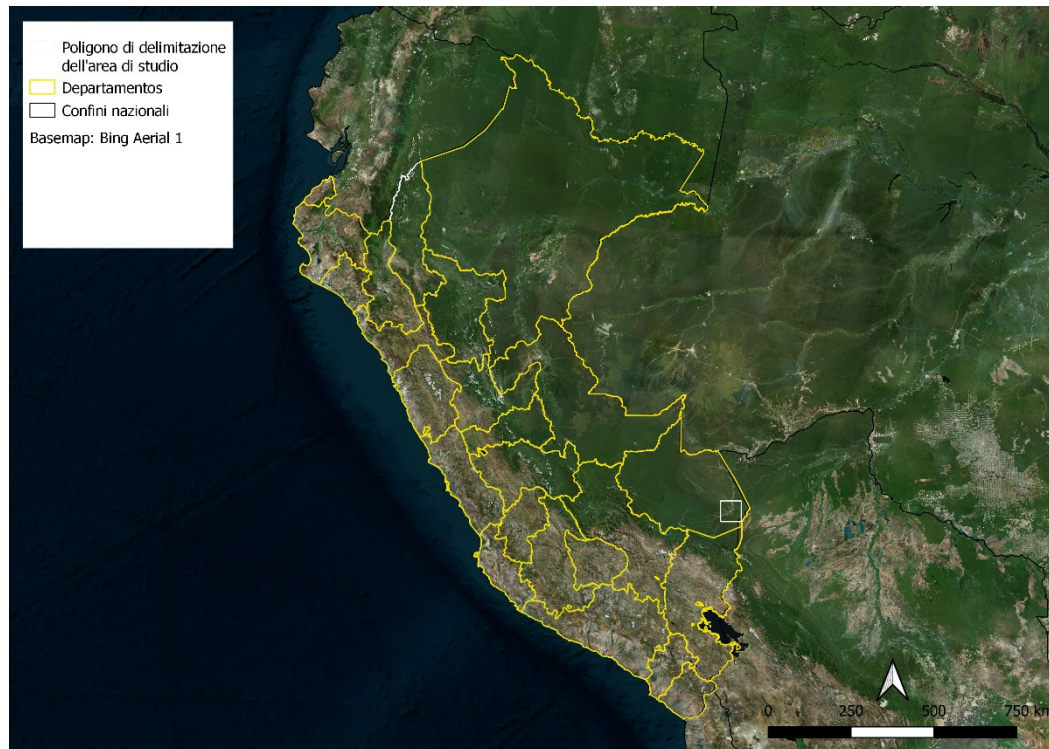 Poligono di delimitazione
dell'area di studio
Departamentos
Confini nazionali
Basemap: Bing Aerial 1
0 250 500 750 km